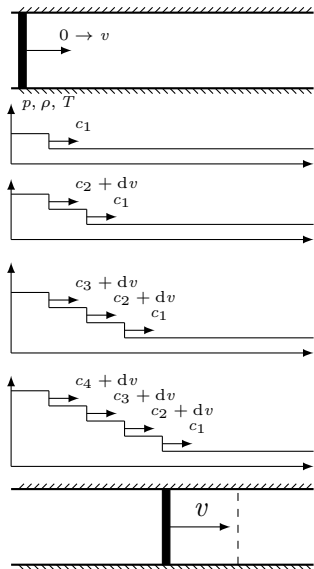 0 → v
p, ρ, T
c₁
c₂ + dv
c₁
c₃ + dv
c₂ + dv
c₁
c₄ + dv
c₃ + dv
c₂ + dv
c₁
v